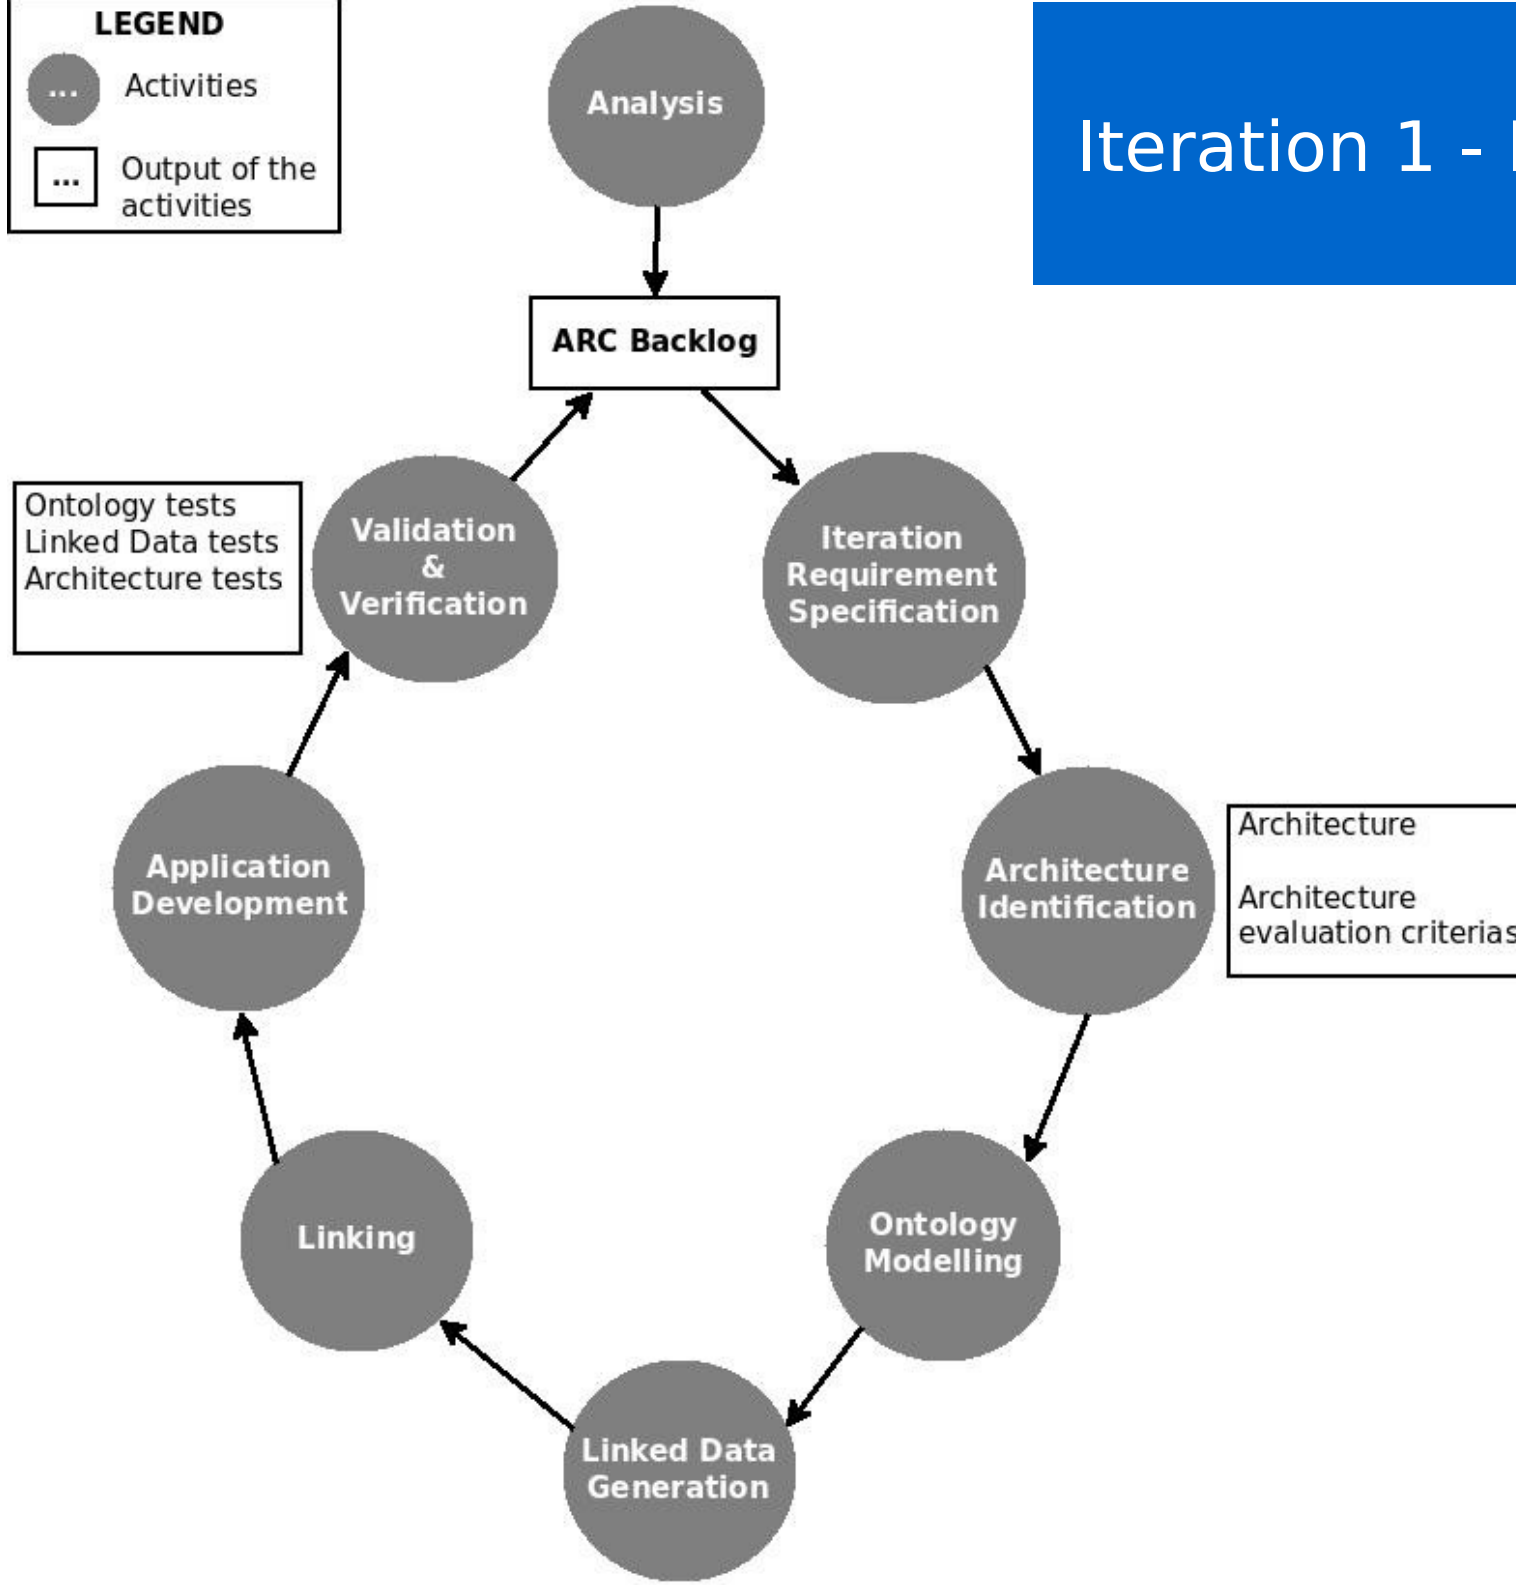 LEGEND
...
Activities
...
Output of the
activities
Analysis
Iteration 1 -
ARC Backlog
Ontology tests
Linked Data tests
Architecture tests
Validation
&
Verification
Iteration
Requirement
Specification
Application
Development
Architecture
Identification
Architecture
Architecture
evaluation criterias
Linking
Ontology
Modelling
Linked Data
Generation